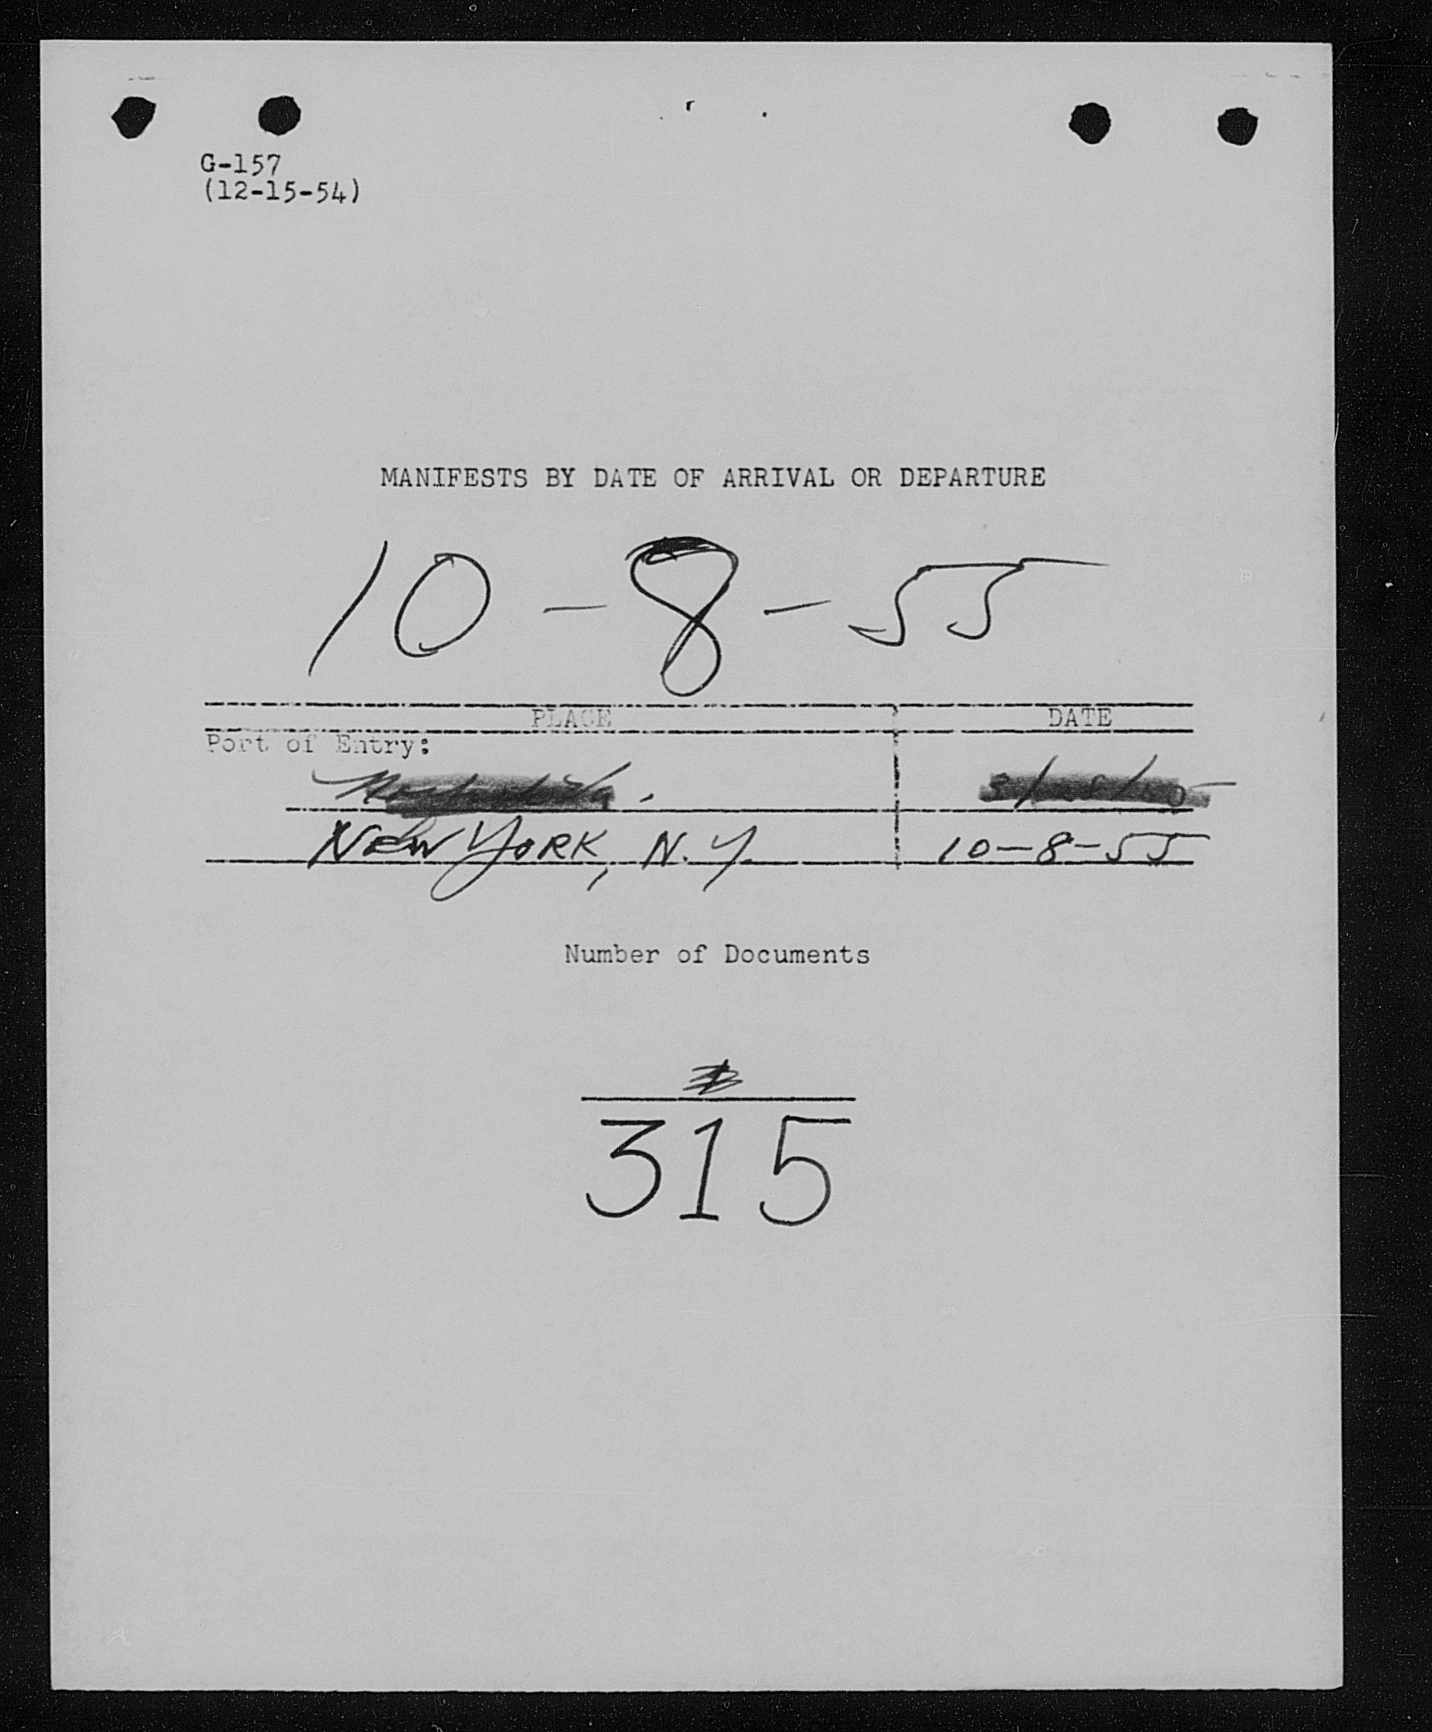 G-157
(12-15-54)
MANIFESTS BY DATE OF ARRIVAL OR DEPARTURE
10-8-55
PLACE DATE
Port of Entry:
NEW YORK, N.Y. 10-8-55
Number of Documents
315